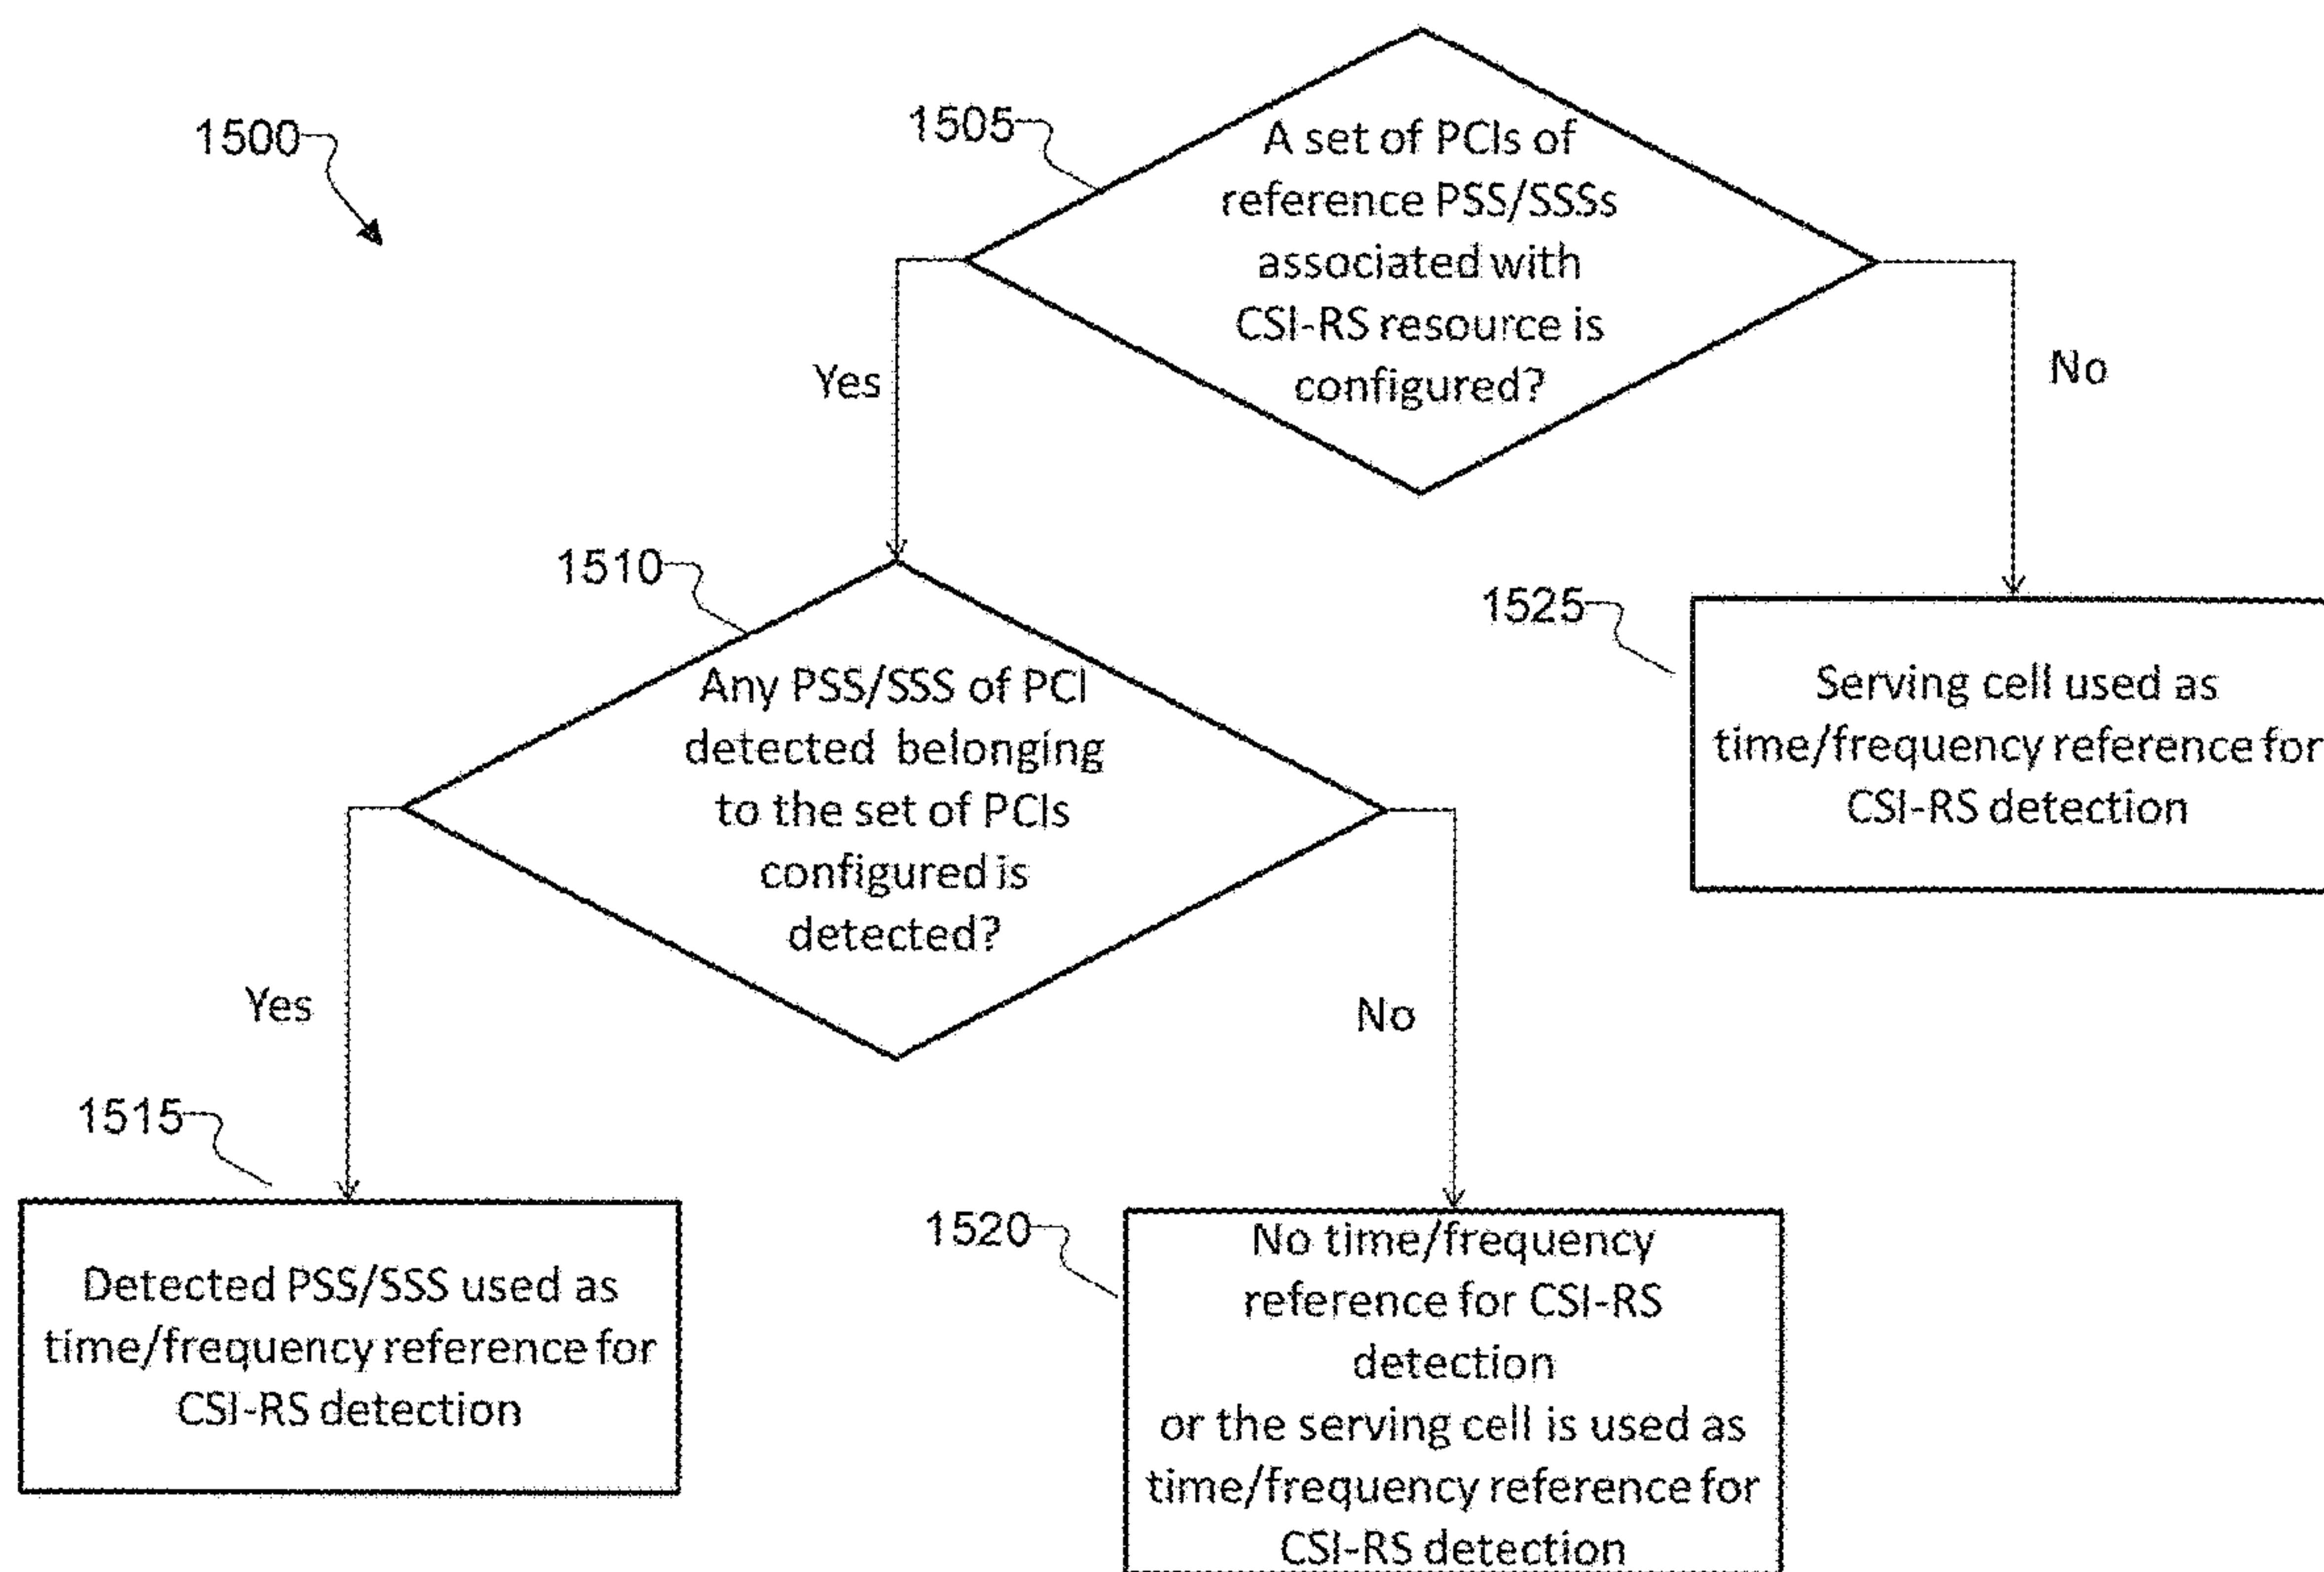 1500
1505
A set of PCIs of
reference PSS/SSSs
associated with
CSI-RS resource is
configured?
Yes
No
1510
Any PSS/SSS of PCI
detected belonging
to the set of PCIs
configured is
detected?
1525
Serving cell used as
time/frequency reference for
CSI-RS detection
Yes
No
1515
Detected PSS/SSS used as
time/frequency reference for
CSI-RS detection
1520
No time/frequency
reference for CSI-RS
detection
or the serving cell is used as
time/frequency reference for
CSI-RS detection